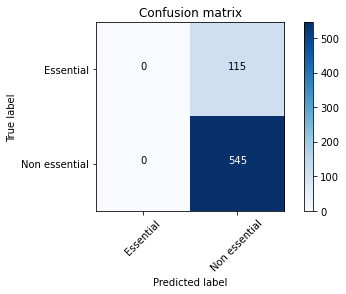 Confusion matrix
True label
Essential
Non essential
0
115
0
545
Essential
Non essential
Predicted label
500
400
300
200
100
0